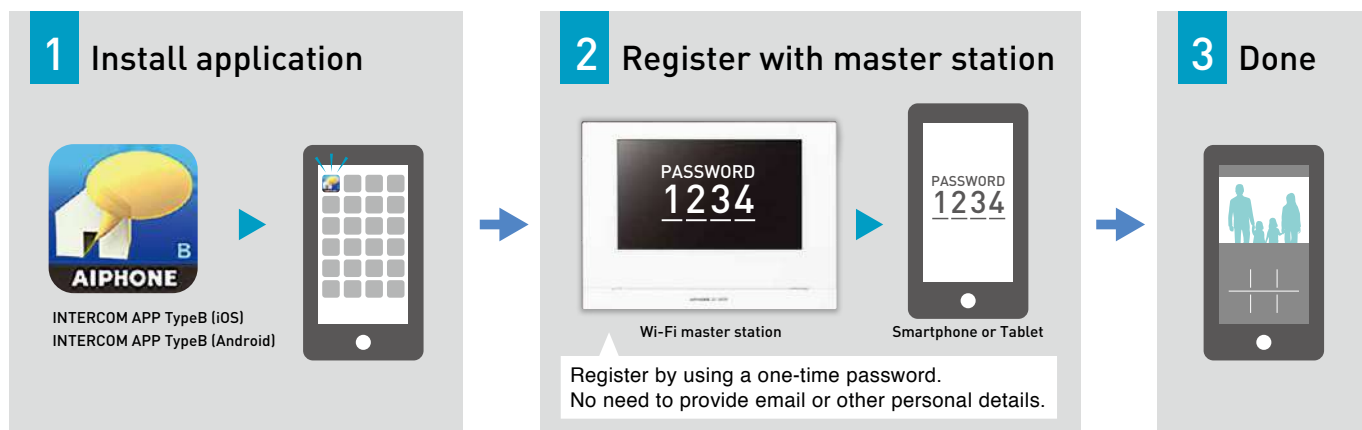 1 Install application
B
AIPHONE
INTERCOM APP TypeB (iOS)
INTERCOM APP TypeB (Android)
2 Register with master station
PASSWORD
1234
Wi-Fi master station
PASSWORD
1234
Smartphone or Tablet
Register by using a one-time password.
No need to provide email or other personal details.
3 Done